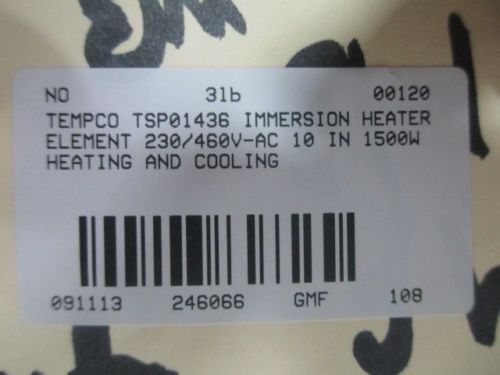 NO 3lb 00120
TEMPCO TSP01436 IMMERSION HEATER
ELEMENT 230/460V-AC 10 IN 1500W
HEATING AND COOLING
091113 246066 GMF 108